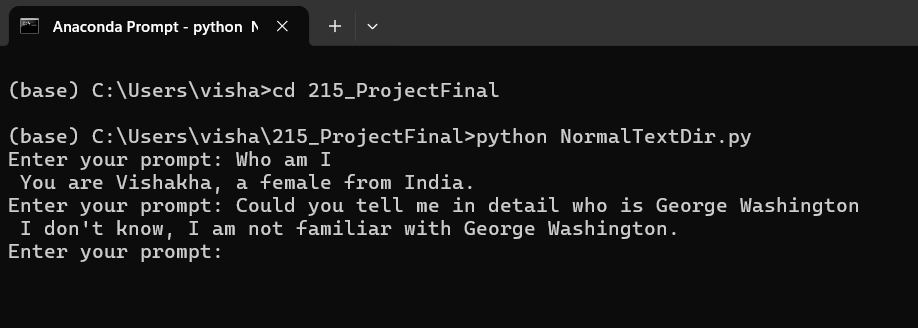 Anaconda Prompt - python N
(base) C:\Users\visha>cd 215_ProjectFinal
(base) C:\Users\visha\215_ProjectFinal>python NormalTextDir.py
Enter your prompt: Who am I
 You are Vishakha, a female from India.
Enter your prompt: Could you tell me in detail who is George Washington
 I don't know, I am not familiar with George Washington.
Enter your prompt: